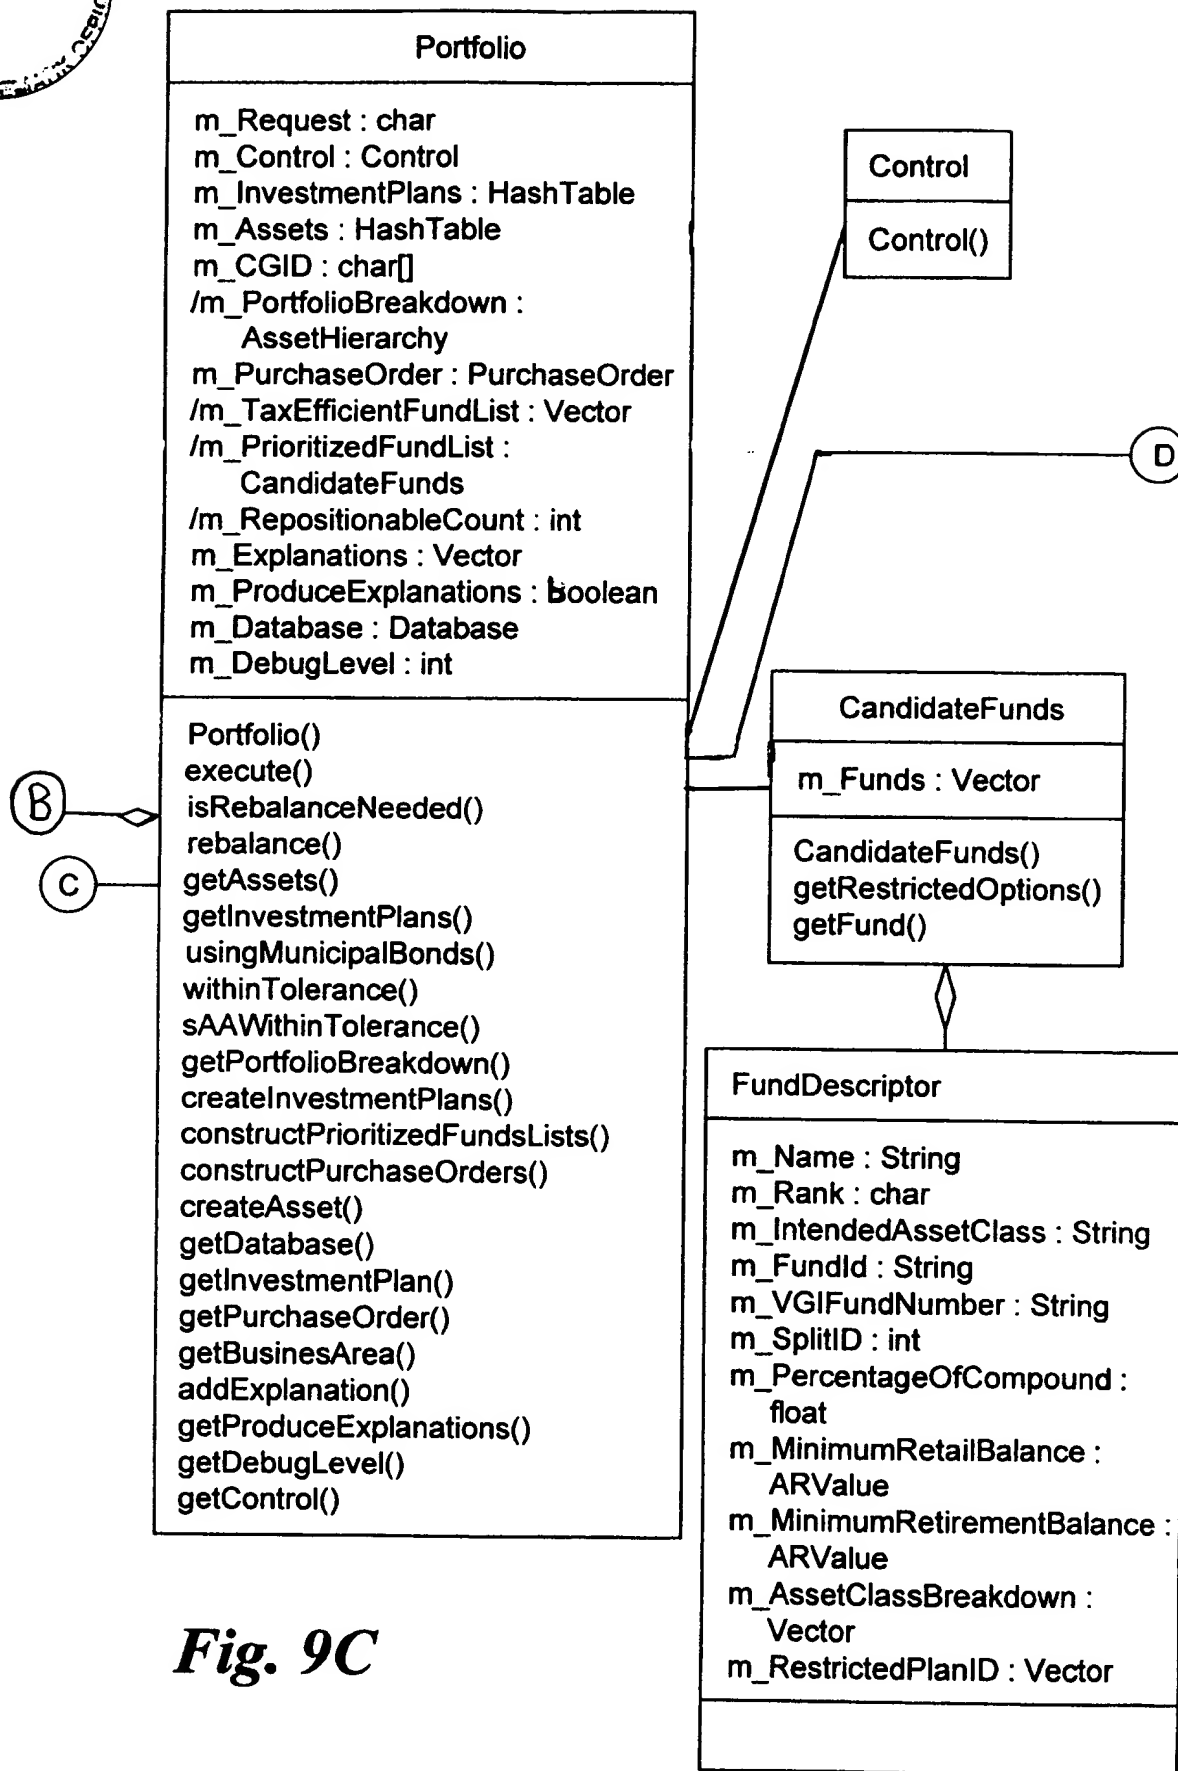 Portfolio
m_Request : char
m_Control : Control
m_InvestmentPlans : HashTable
m_Assets : HashTable
m_CGID : char[]
/m_PortfolioBreakdown :
AssetHierarchy
m_PurchaseOrder : PurchaseOrder
/m_TaxEfficientFundList : Vector
/m_PrioritizedFundList :
CandidateFunds
/m_RepositionableCount : int
m_Explanations : Vector
m_ProduceExplanations : boolean
m_Database : Database
m_DebugLevel : int
Portfolio()
execute()
isRebalanceNeeded()
rebalance()
getAssets()
getInvestmentPlans()
usingMunicipalBonds()
withinTolerance()
sAAWithinTolerance()
getPortfolioBreakdown()
createInvestmentPlans()
constructPrioritizedFundsLists()
constructPurchaseOrders()
createAsset()
getDatabase()
getInvestmentPlan()
getPurchaseOrder()
getBusinesArea()
addExplanation()
getProduceExplanations()
getDebugLevel()
getControl()
B
C
Control
Control()
D
CandidateFunds
m_Funds : Vector
CandidateFunds()
getRestrictedOptions()
getFund()
FundDescriptor
m_Name : String
m_Rank : char
m_IntendedAssetClass : String
m_FundId : String
m_VGIFundNumber : String
m_SplitID : int
m_PercentageOfCompound :
float
m_MinimumRetailBalance :
ARValue
m_MinimumRetirementBalance :
ARValue
m_AssetClassBreakdown :
Vector
m_RestrictedPlanID : Vector
Fig. 9C